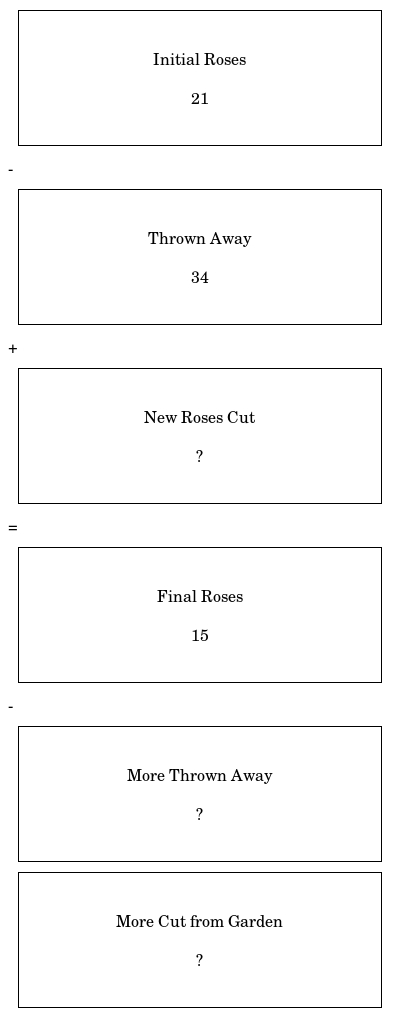 Initial Roses
21
-
Thrown Away
34
+
New Roses Cut
?
=
Final Roses
15
-
More Thrown Away
?
More Cut from Garden
?